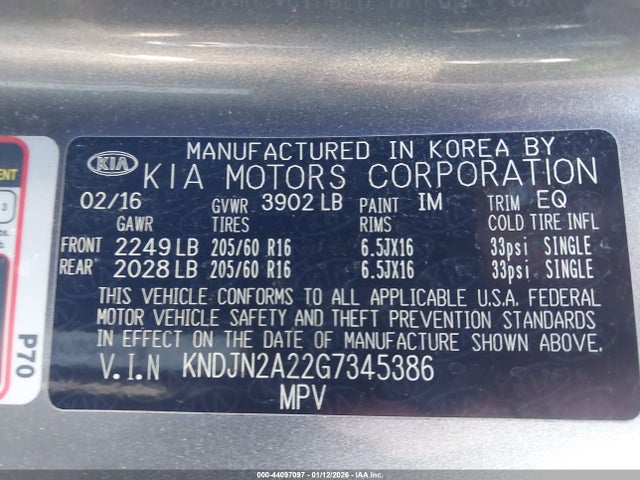 MANUFACTURED IN KOREA BY
KIA KIA MOTORS CORPORATION
02/16 GVWR 3902 LB PAINT IM TRIM EQ
GAWR TIRES RIMS COLD TIRE INFL
FRONT 2249 LB 205/60 R16 6.5JX16 33psi SINGLE
REAR 2028 LB 205/60 R16 6.5JX16 33psi SINGLE
THIS VEHICLE CONFORMS TO ALL APPLICABLE U.S.A. FEDERAL
MOTOR VEHICLE SAFETY AND THEFT PREVENTION STANDARDS
IN EFFECT ON THE DATE OF MANUFACTURE SHOWN ABOVE.
V.I.N KNDJN2A22G7345386
MPV
P70
000-44097097 - 01/12/2026 - IAA Inc.